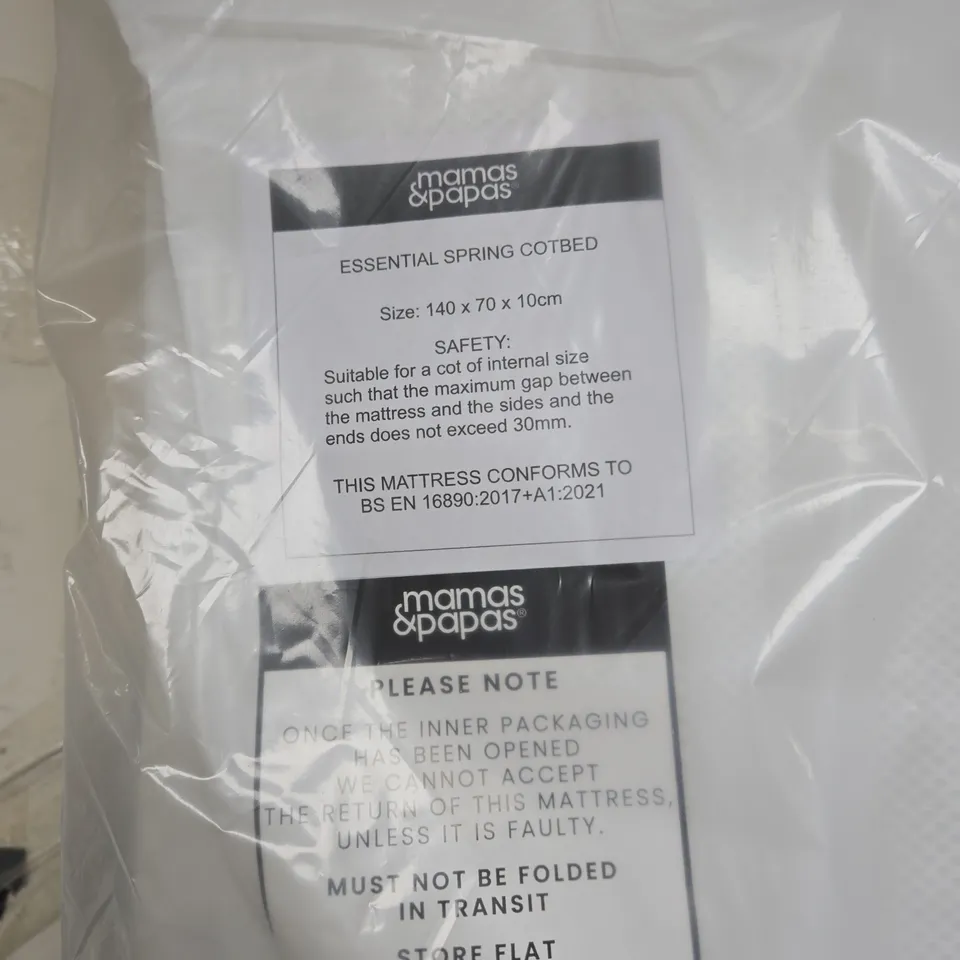 mamas
&papas
ESSENTIAL SPRING COTBED
Size: 140 x 70 x 10cm
SAFETY:
Suitable for a cot of internal size
such that the maximum gap between
the mattress and the sides and the
ends does not exceed 30mm.
THIS MATTRESS CONFORMS TO
BS EN 16890:2017+A1:2021
mamas
&papas®
PLEASE NOTE
ONCE THE INNER PACKAGING
HAS BEEN OPENED
WE CANNOT ACCEPT
THE RETURN OF THIS MATTRESS,
UNLESS IT IS FAULTY.
MUST NOT BE FOLDED
IN TRANSIT
STORE FLAT